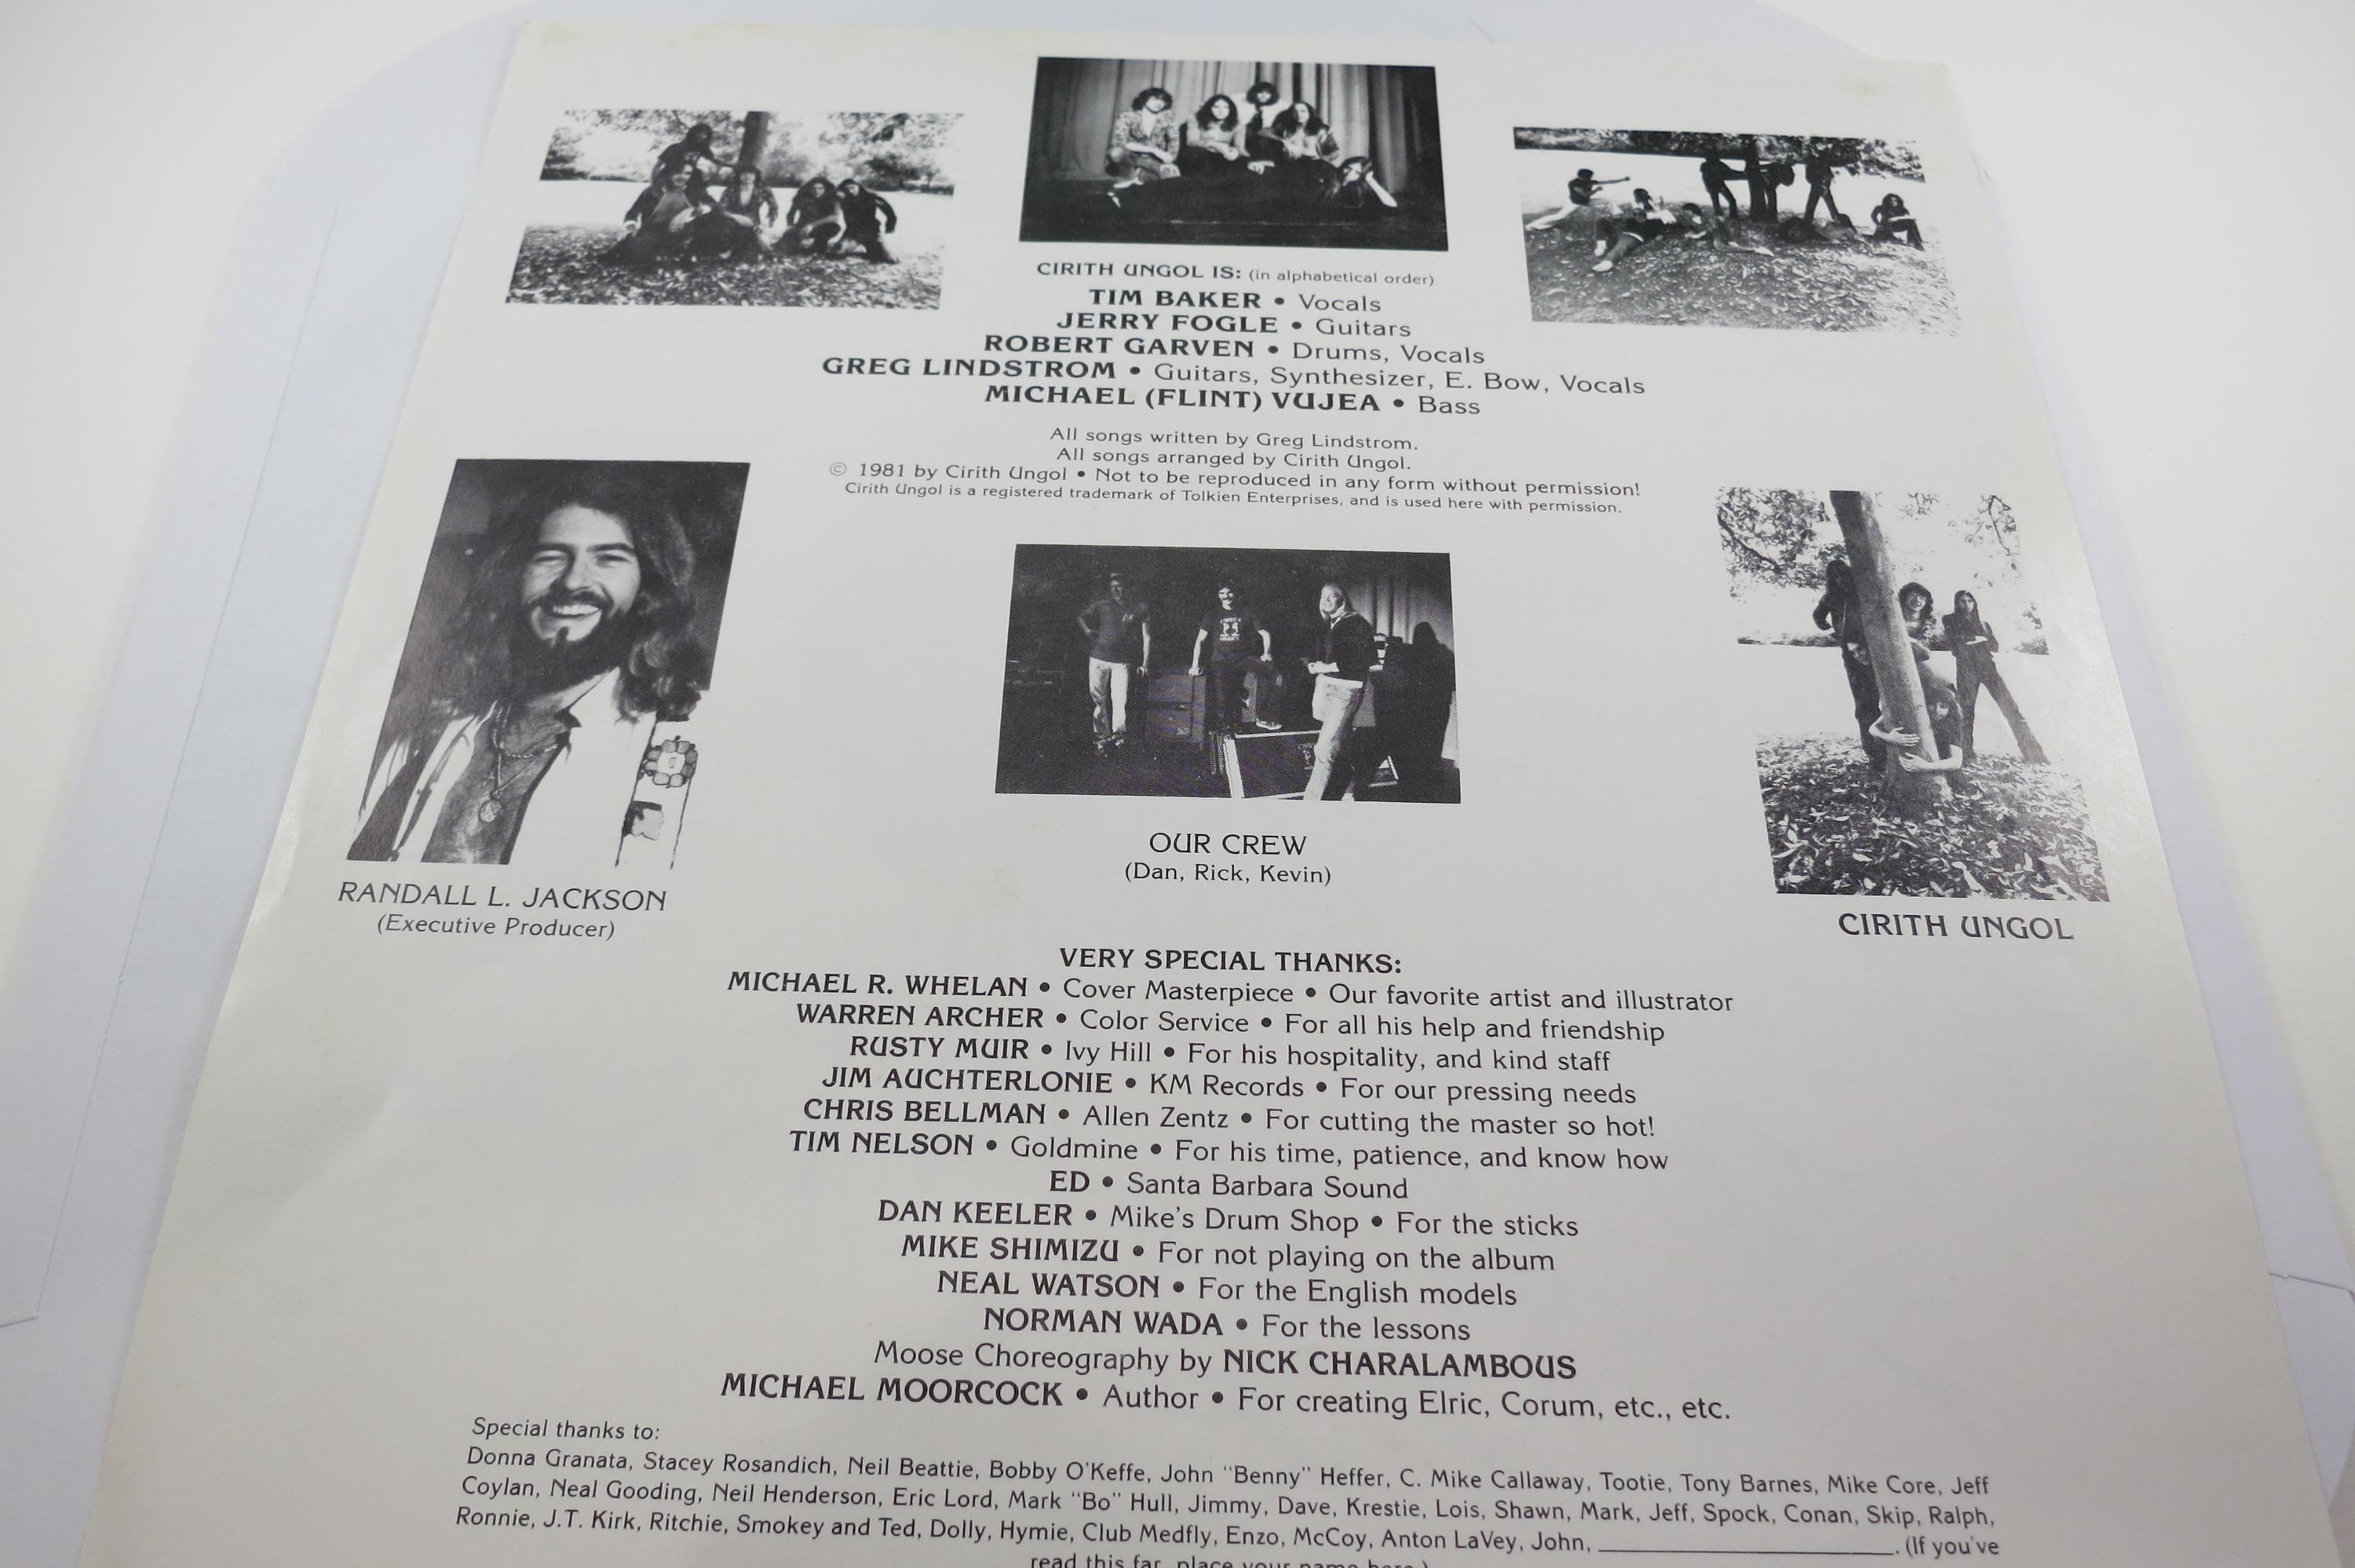 CIRITH UNGOL IS: (in alphabetical order)
TIM BAKER • Vocals
JERRY FOGLE • Guitars
ROBERT GARVEN • Drums, Vocals
GREG LINDSTROM • Guitars, Synthesizer, E. Bow, Vocals
MICHAEL (FLINT) VUJEA • Bass
All songs written by Greg Lindstrom.
All songs arranged by Cirith Ungol.
© 1981 by Cirith Ungol • Not to be reproduced in any form without permission!
Cirith Ungol is a registered trademark of Tolkien Enterprises, and is used here with permission.
RANDALL L. JACKSON
(Executive Producer)
OUR CREW
(Dan, Rick, Kevin)
CIRITH UNGOL
VERY SPECIAL THANKS:
MICHAEL R. WHELAN • Cover Masterpiece • Our favorite artist and illustrator
WARREN ARCHER • Color Service • For all his help and friendship
RUSTY MUIR • Ivy Hill • For his hospitality, and kind staff
JIM AUCHTERLONIE • KM Records • For our pressing needs
CHRIS BELLMAN • Allen Zentz • For cutting the master so hot!
TIM NELSON • Goldmine • For his time, patience, and know how
ED • Santa Barbara Sound
DAN KEELER • Mike's Drum Shop • For the sticks
MIKE SHIMIZU • For not playing on the album
NEAL WATSON • For the English models
NORMAN WADA • For the lessons
Moose Choreography by NICK CHARALAMBOUS
MICHAEL MOORCOCK • Author • For creating Elric, Corum, etc., etc.
Special thanks to:
Donna Granata, Stacey Rosandich, Neil Beattie, Bobby O'Keffe, John "Benny" Heffer, C. Mike Callaway, Tootie, Tony Barnes, Mike Core, Jeff
Coylan, Neal Gooding, Neil Henderson, Eric Lord, Mark "Bo" Hull, Jimmy, Dave, Krestie, Lois, Shawn, Mark, Jeff, Spock, Conan, Skip, Ralph,
Ronnie, J.T. Kirk, Ritchie, Smokey and Ted, Dolly, Hymie, Club Medfly, Enzo, McCoy, Anton LaVey, John, ____________________. (If you've
read this far, place your name here.)